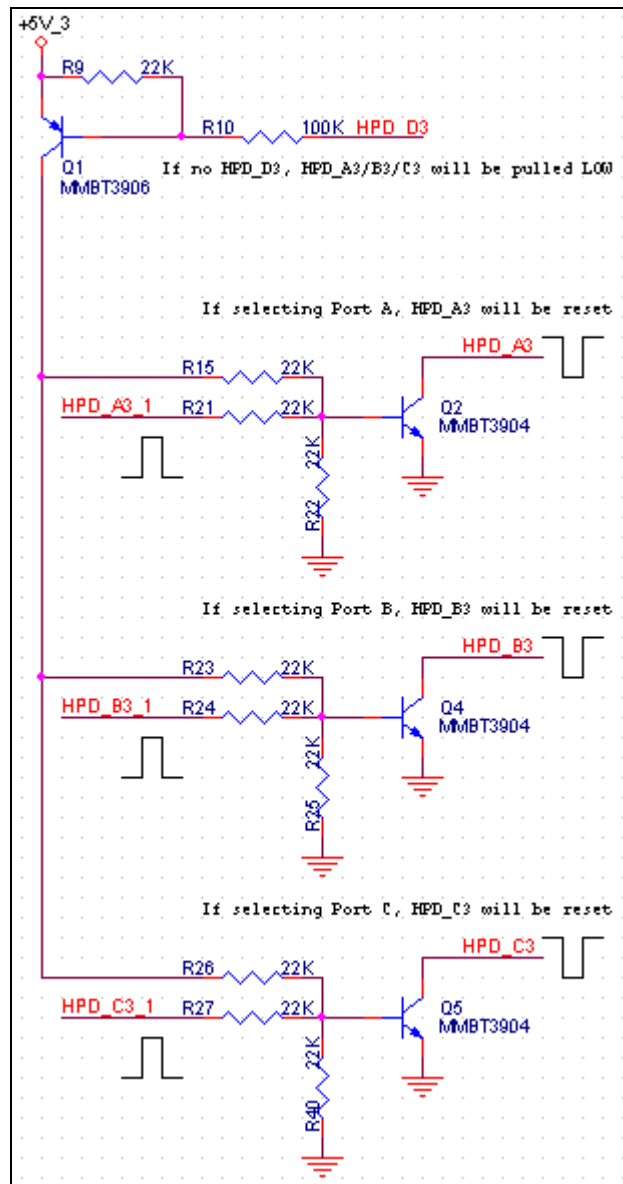 +5V_3
R9 22K
R10 100K HPD_D3
Q1
MMBT3906
If no HPD_D3, HPD_A3/B3/C3 will be pulled LOW
If selecting Port A, HPD_A3 will be reset
HPD_A3
R15 22K
HPD_A3_1 R21 22K
Q2
MMBT3904
22K
R22
If selecting Port B, HPD_B3 will be reset
HPD_B3
R23 22K
HPD_B3_1 R24 22K
Q4
MMBT3904
22K
R25
If selecting Port C, HPD_C3 will be reset
HPD_C3
R26 22K
HPD_C3_1 R27 22K
Q5
MMBT3904
22K
R40